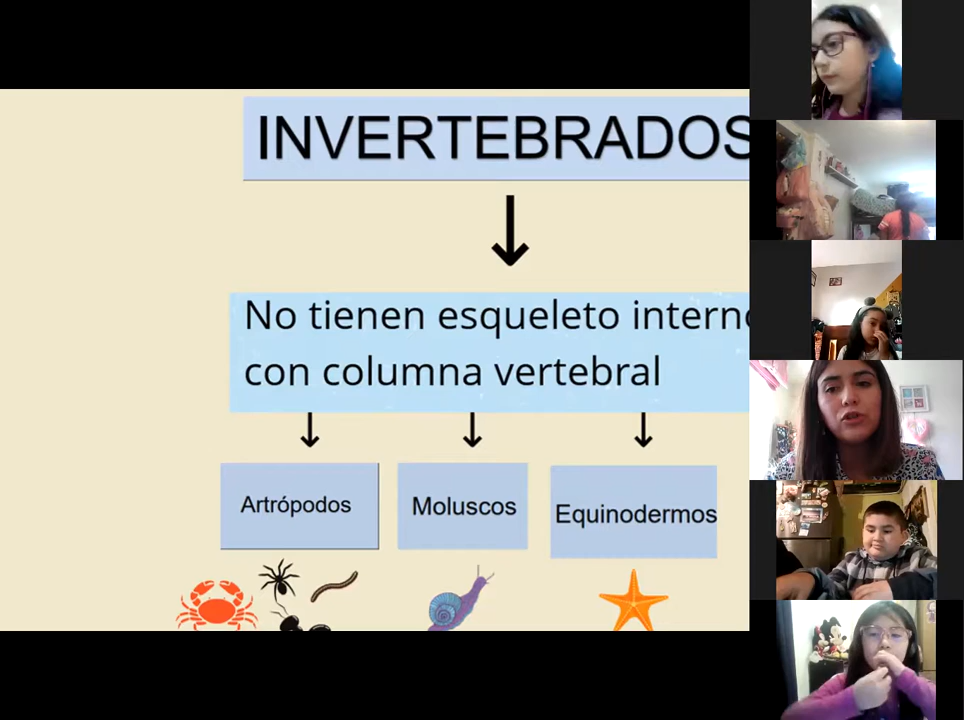 INVERTEBRADOS
No tienen esqueleto interno
con columna vertebral
Artrópodos
Moluscos
Equinodermos